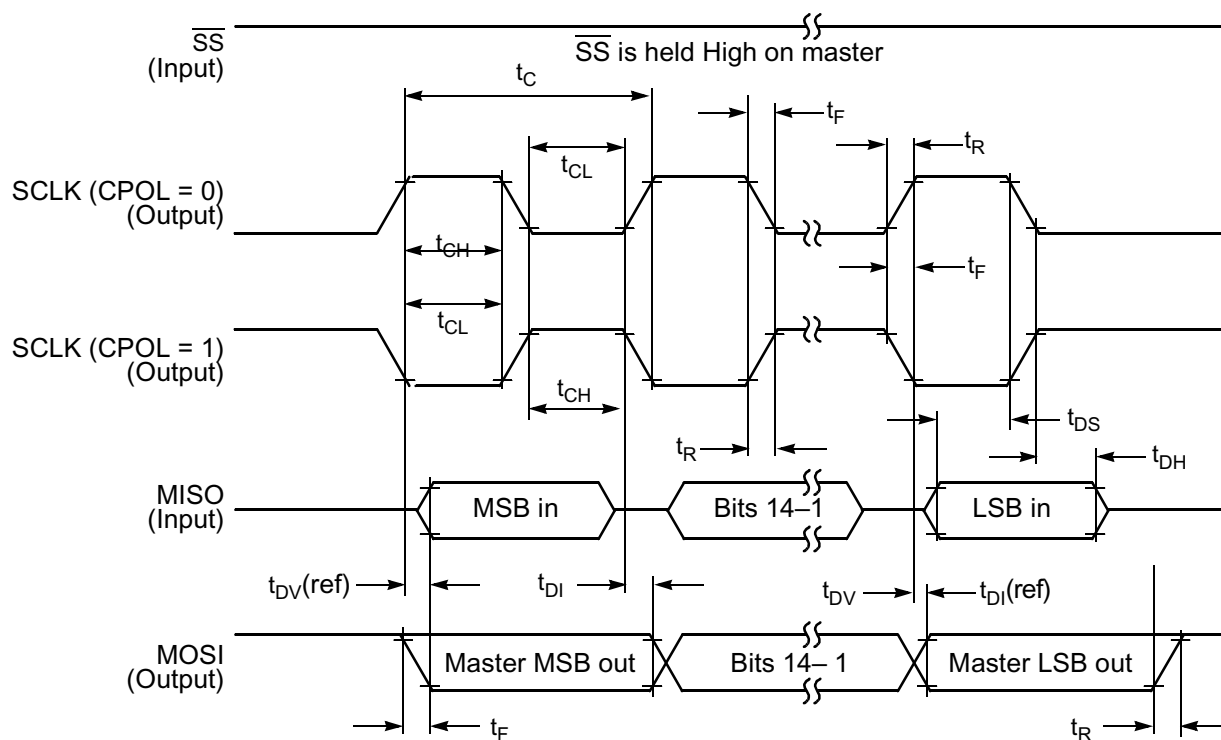 SS
(Input)
SS is held High on master
tC
tF
tCL
tR
SCLK (CPOL = 0)
(Output)
tCH
tF
tCL
SCLK (CPOL = 1)
(Output)
tCH
tDS
tR
tDH
MISO
(Input)
MSB in
Bits 14–1
LSB in
tDV(ref)
tDI
tDV
tDI(ref)
MOSI
(Output)
Master MSB out
Bits 14– 1
Master LSB out
tF
tR